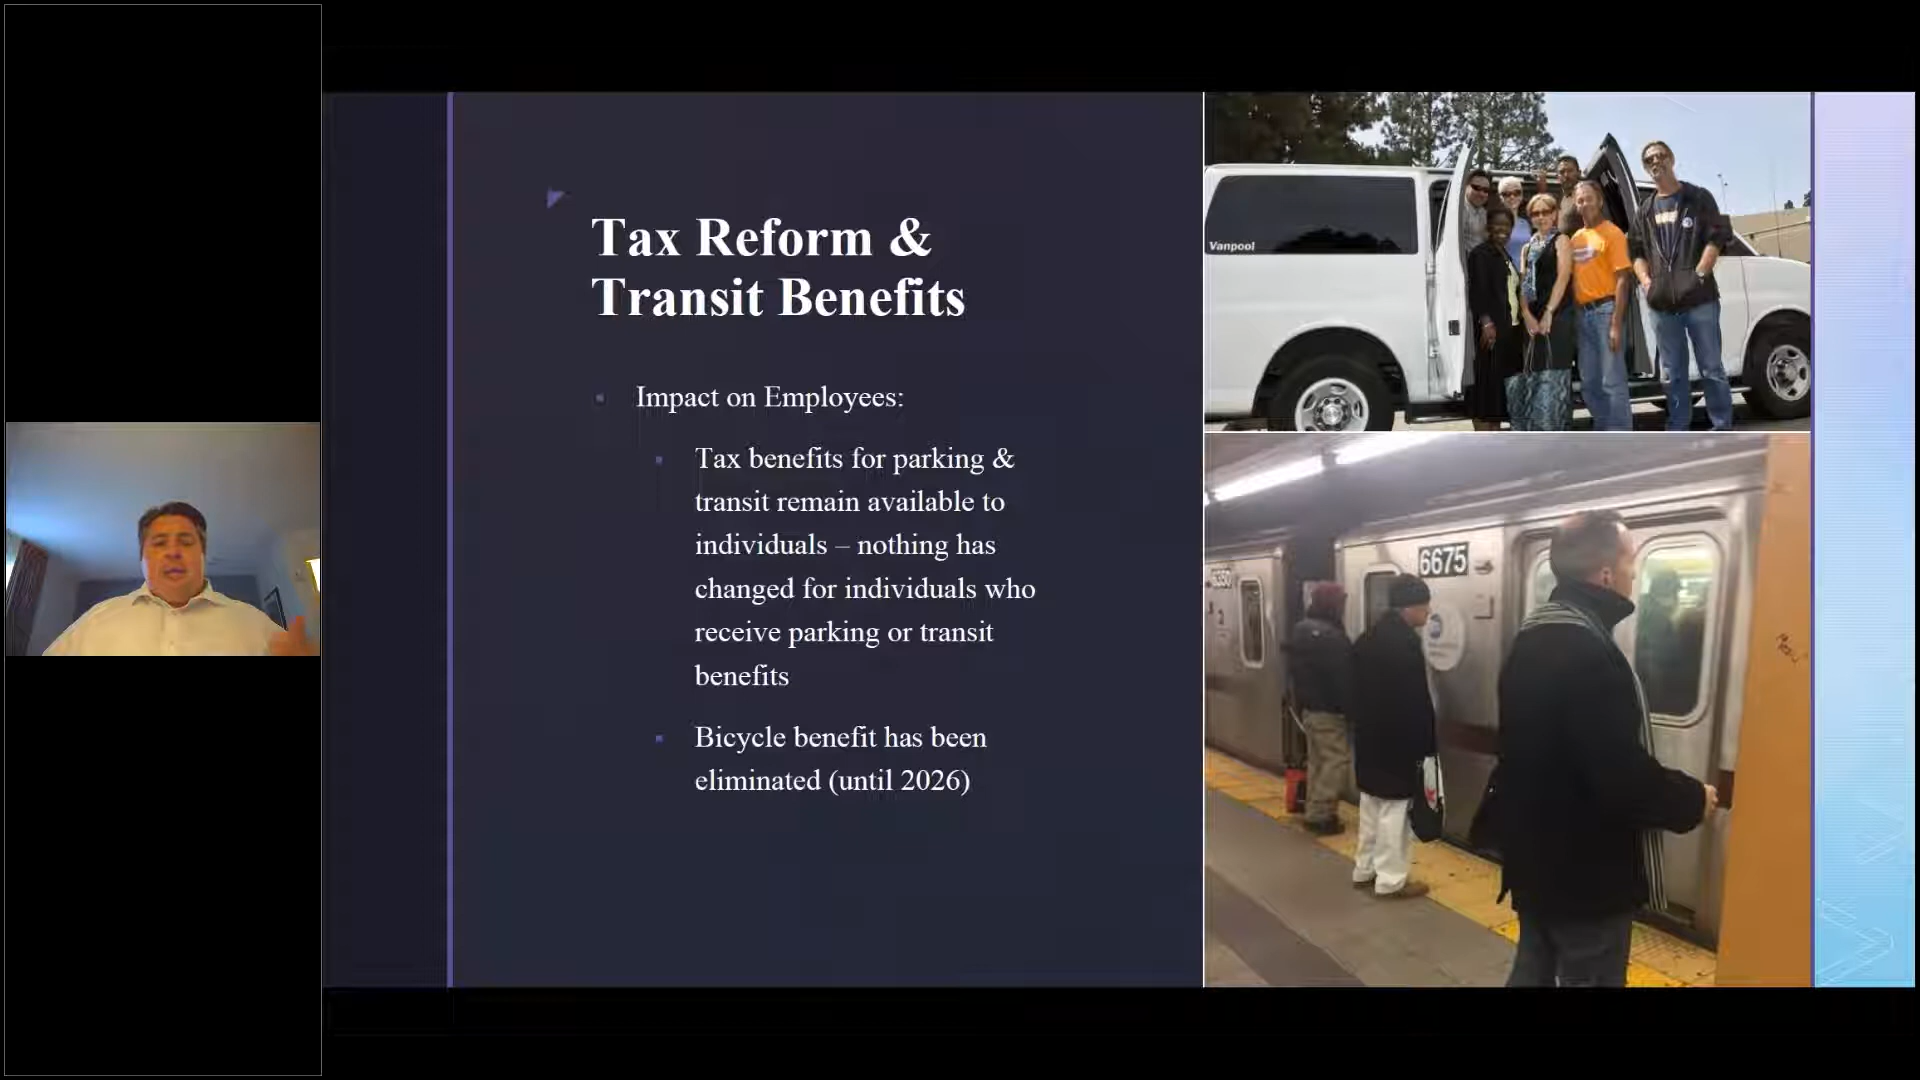 Tax Reform &
Transit Benefits
Impact on Employees:
Tax benefits for parking &
transit remain available to
individuals – nothing has
changed for individuals who
receive parking or transit
benefits
Bicycle benefit has been
eliminated (until 2026)
Vanpool
6675